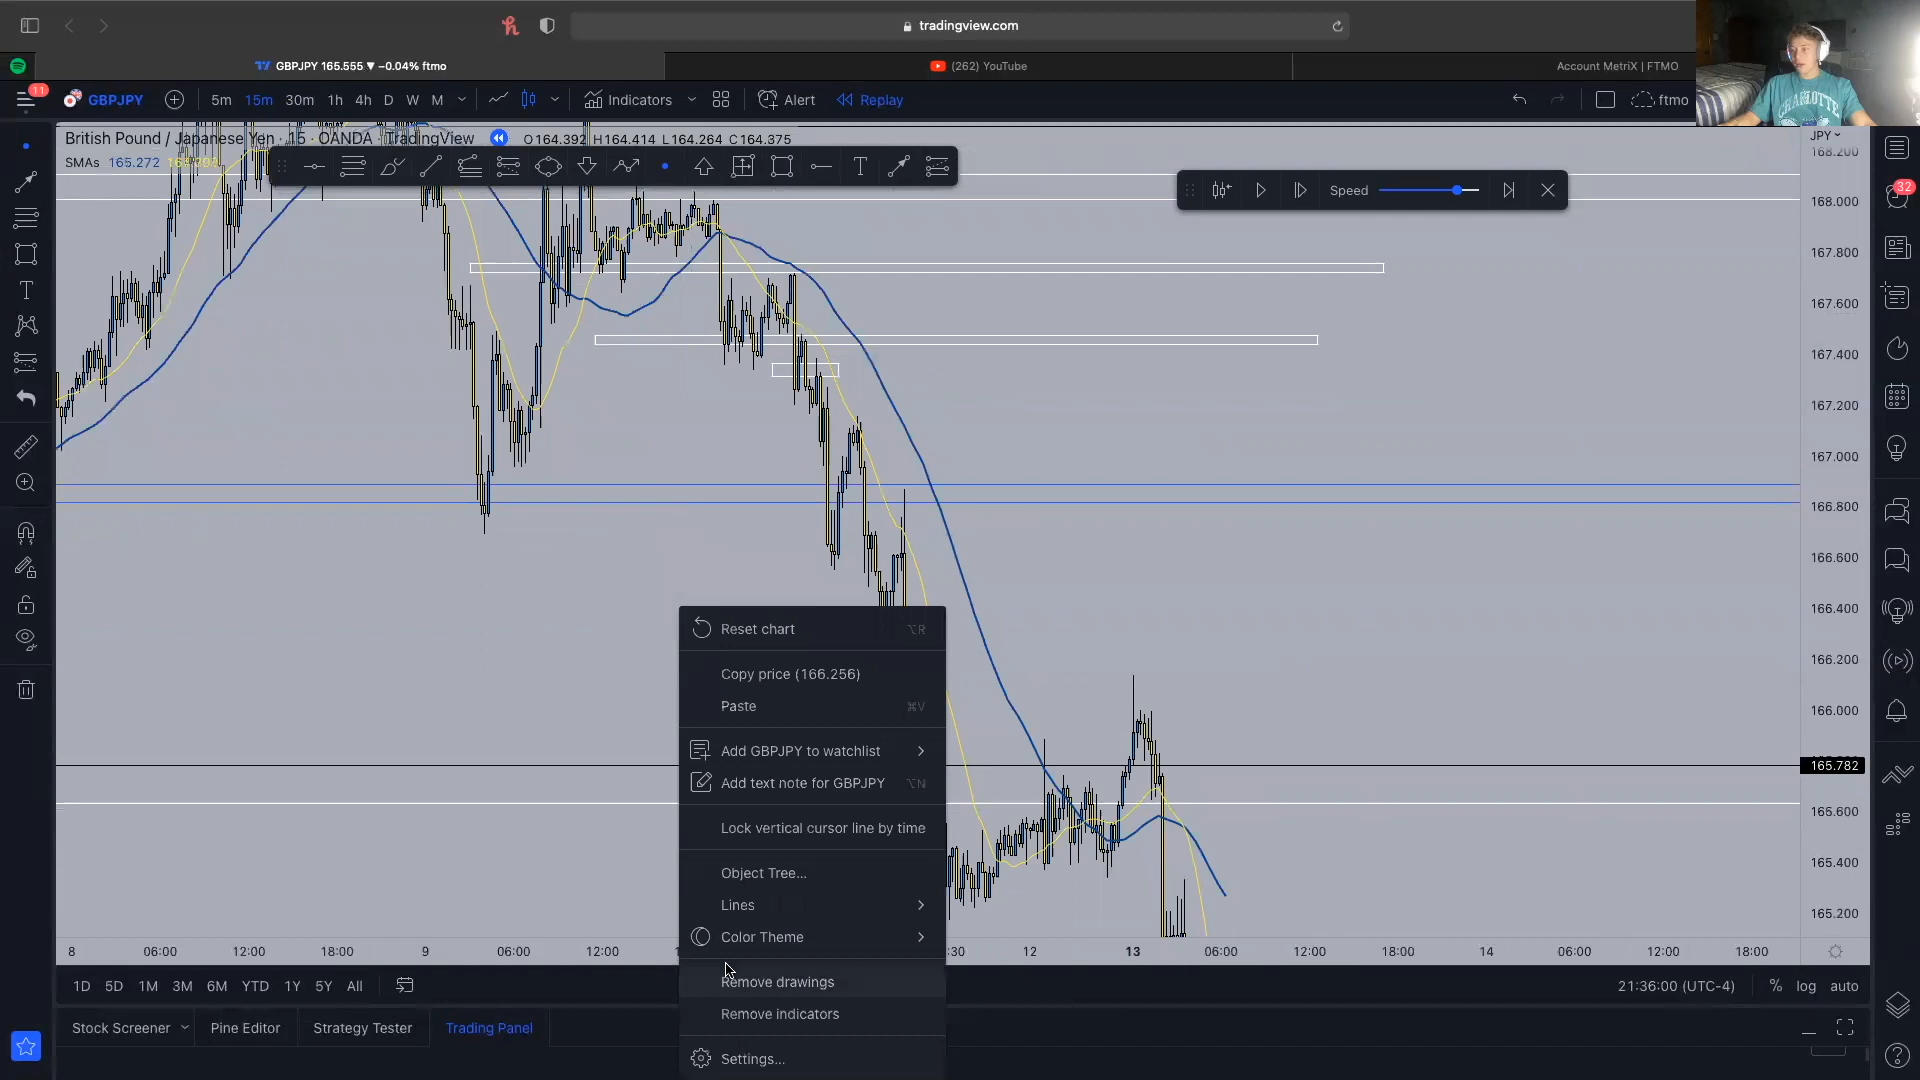 tradingview.com
GBPJPY 165.555 ▼ −0.04% ftmo
(262) YouTube
Account MetriX | FTMO
11
GBPJPY
5m 15m 30m 1h 4h D W M
Indicators
Alert
Replay
ftmo
British Pound / Japanese Yen · 15 · OANDA · TradingView
O164.392 H164.414 L164.264 C164.375
SMAs 165.272
CHARLOTTE
JPY
Speed
32
168.200
168.000
167.800
167.600
167.400
167.200
167.000
166.800
166.600
166.400
166.200
166.000
165.782
165.600
165.400
165.200
Reset chart ⌥R
Copy price (166.256)
Paste ⌘V
Add GBPJPY to watchlist
Add text note for GBPJPY ⌥N
Lock vertical cursor line by time
Object Tree...
Lines
Color Theme
Remove drawings
Remove indicators
Settings...
8 06:00 12:00 18:00 9 06:00 12:00 :30 12 13 06:00 12:00 18:00 14 06:00 12:00 18:00
1D 5D 1M 3M 6M YTD 1Y 5Y All
21:36:00 (UTC-4) % log auto
Stock Screener Pine Editor Strategy Tester Trading Panel